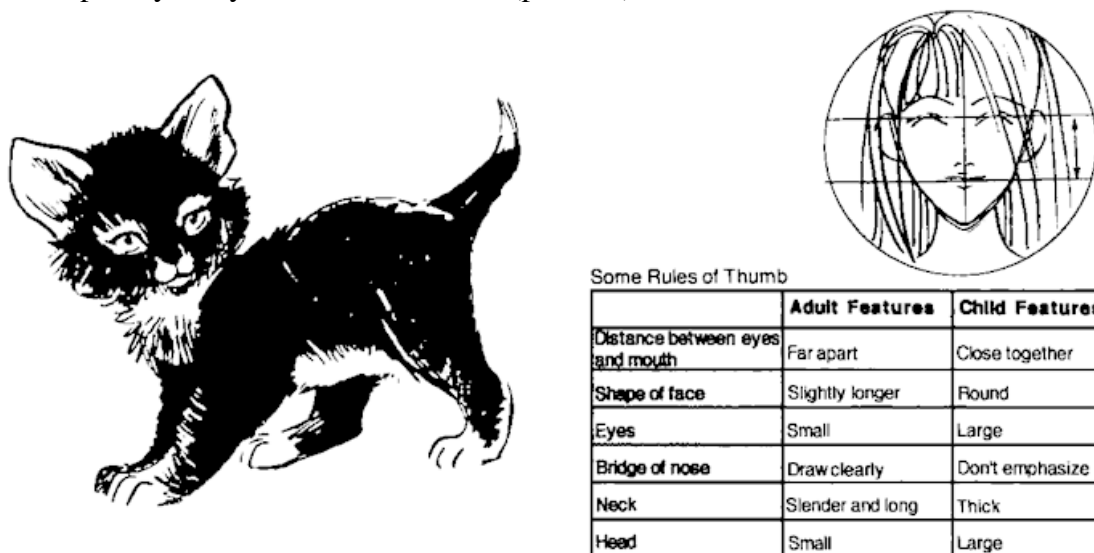 Some Rules of Thumb
Adult Features Child Features
Distance between eyes
and mouth Far apart Close together
Shape of face Slightly longer Round
Eyes Small Large
Bridge of nose Draw clearly Don't emphasize
Neck Slender and long Thick
Head Small Large